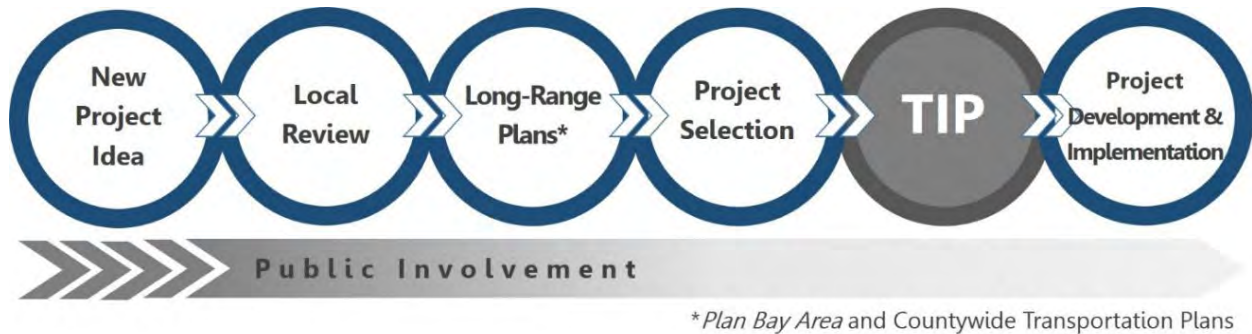 New
Project
Idea
Local
Review
Long-Range
Plans*
Project
Selection
TIP
Project
Development &
Implementation
Public Involvement
*Plan Bay Area and Countywide Transportation Plans